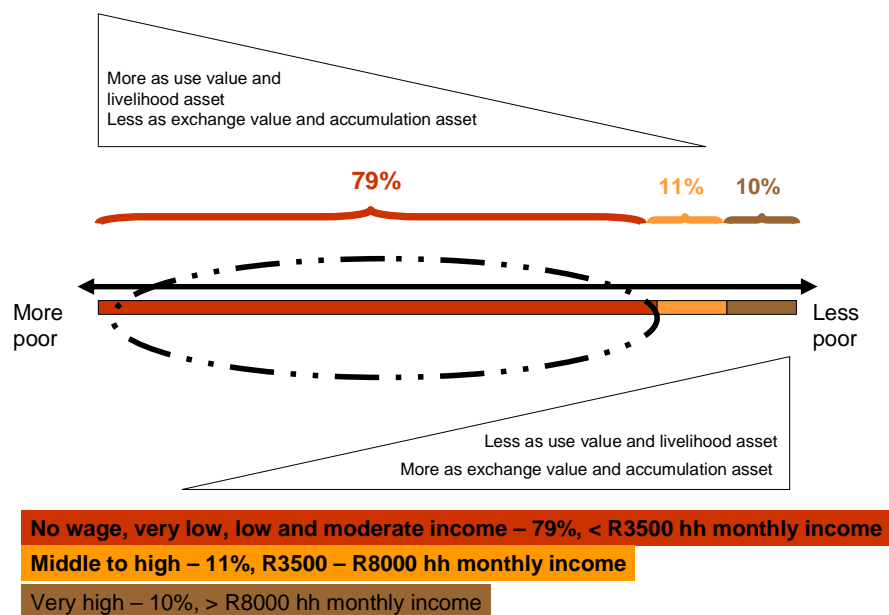 More as use value and
livelihood asset
Less as exchange value and accumulation asset
79%
11%
10%
More
poor
Less
poor
Less as use value and livelihood asset
More as exchange value and accumulation asset
No wage, very low, low and moderate income – 79%, < R3500 hh monthly income
Middle to high – 11%, R3500 – R8000 hh monthly income
Very high – 10%, > R8000 hh monthly income